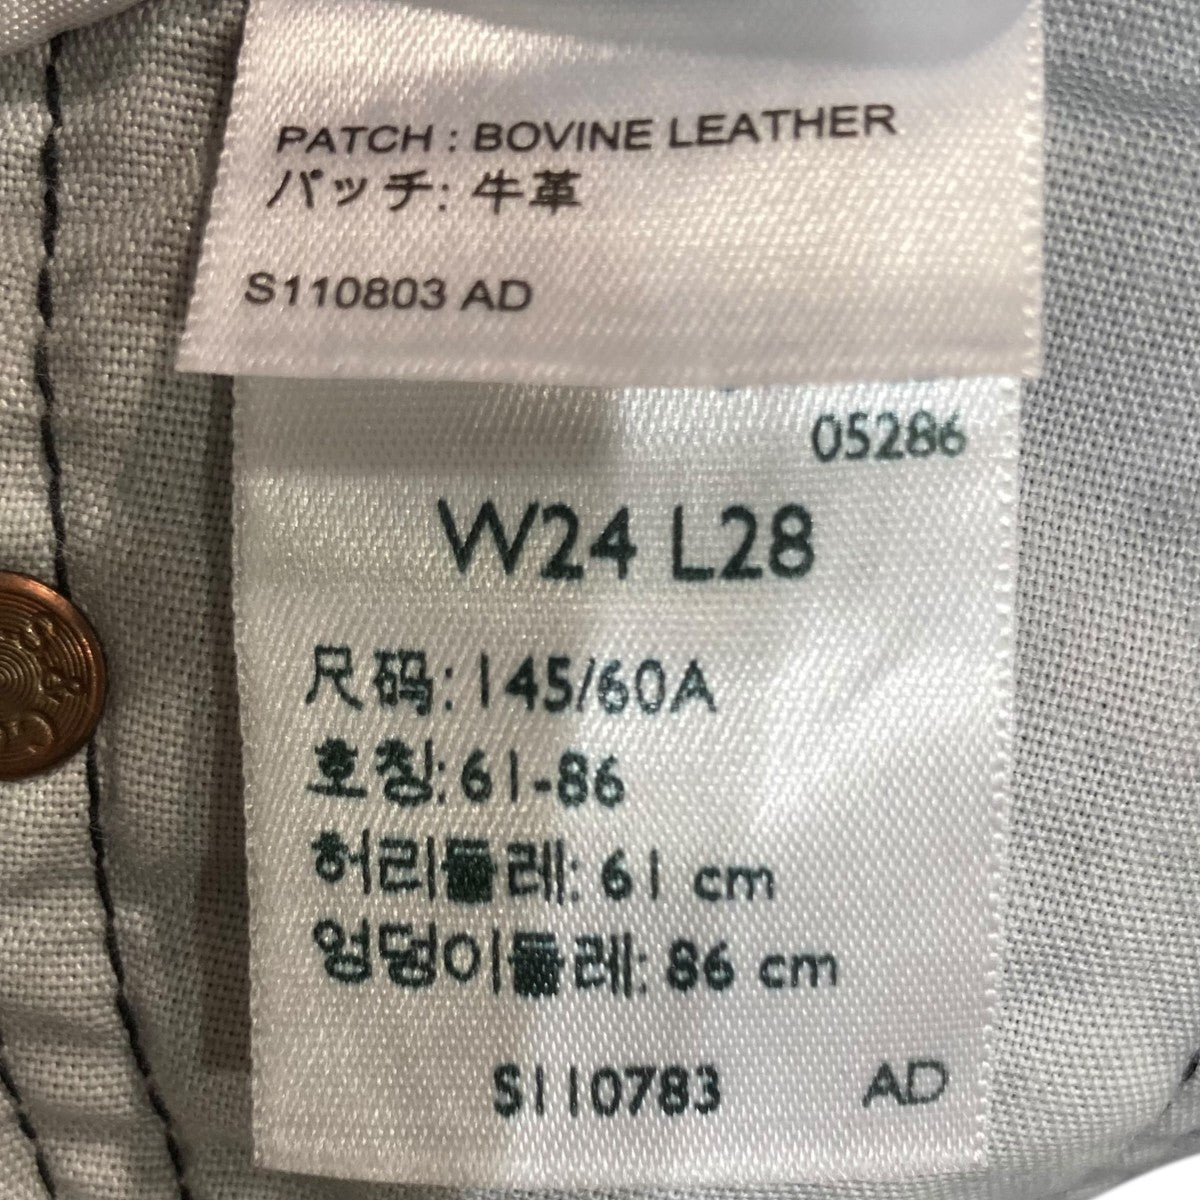 PATCH : BOVINE LEATHER
パッチ: 牛革
S110803 AD
05286
W24 L28
尺码: 145/60A
호칭: 61-86
허리둘레: 61 cm
엉덩이둘레: 86 cm
S110783 AD